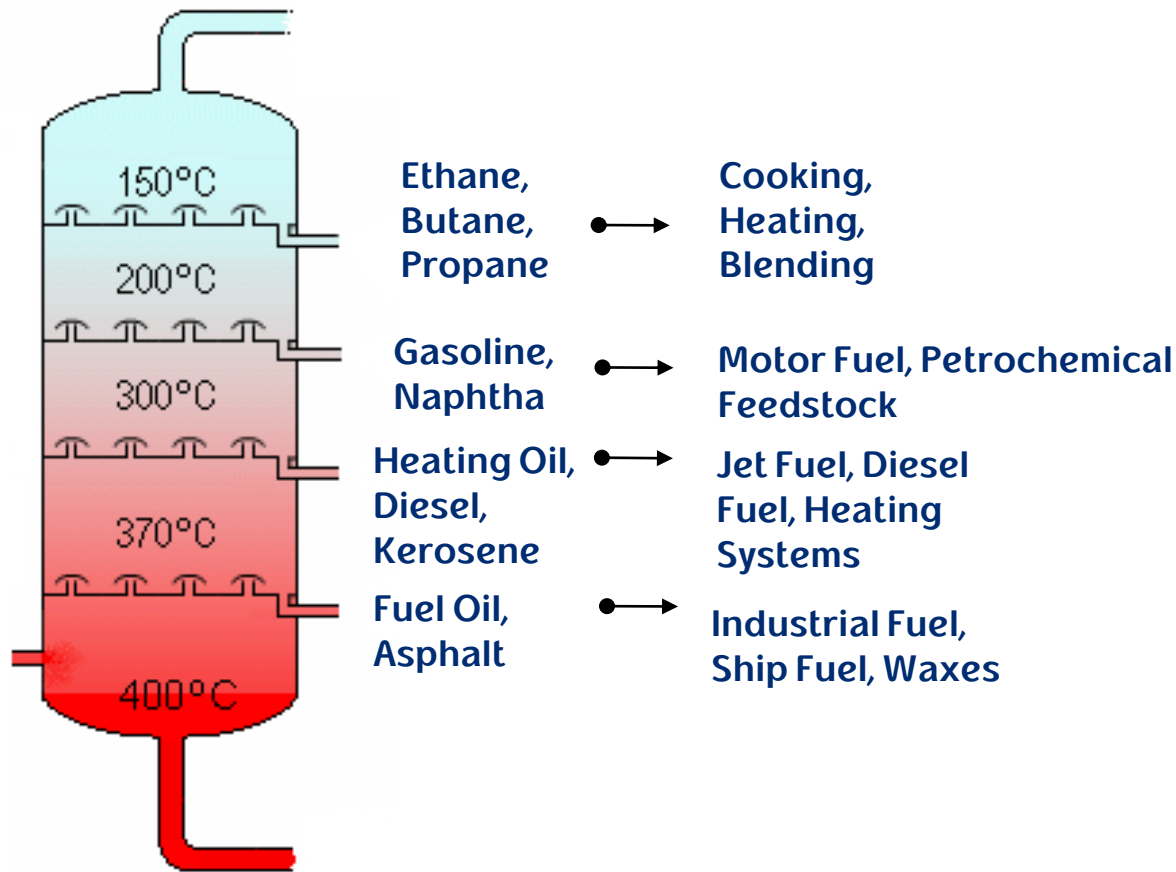 150°C
Ethane,
Butane,
Propane
Cooking,
Heating,
Blending
200°C
Gasoline,
Naphtha
Motor Fuel, Petrochemical
Feedstock
300°C
Heating Oil,
Diesel,
Kerosene
Jet Fuel, Diesel
Fuel, Heating
Systems
370°C
Fuel Oil,
Asphalt
Industrial Fuel,
Ship Fuel, Waxes
400°C